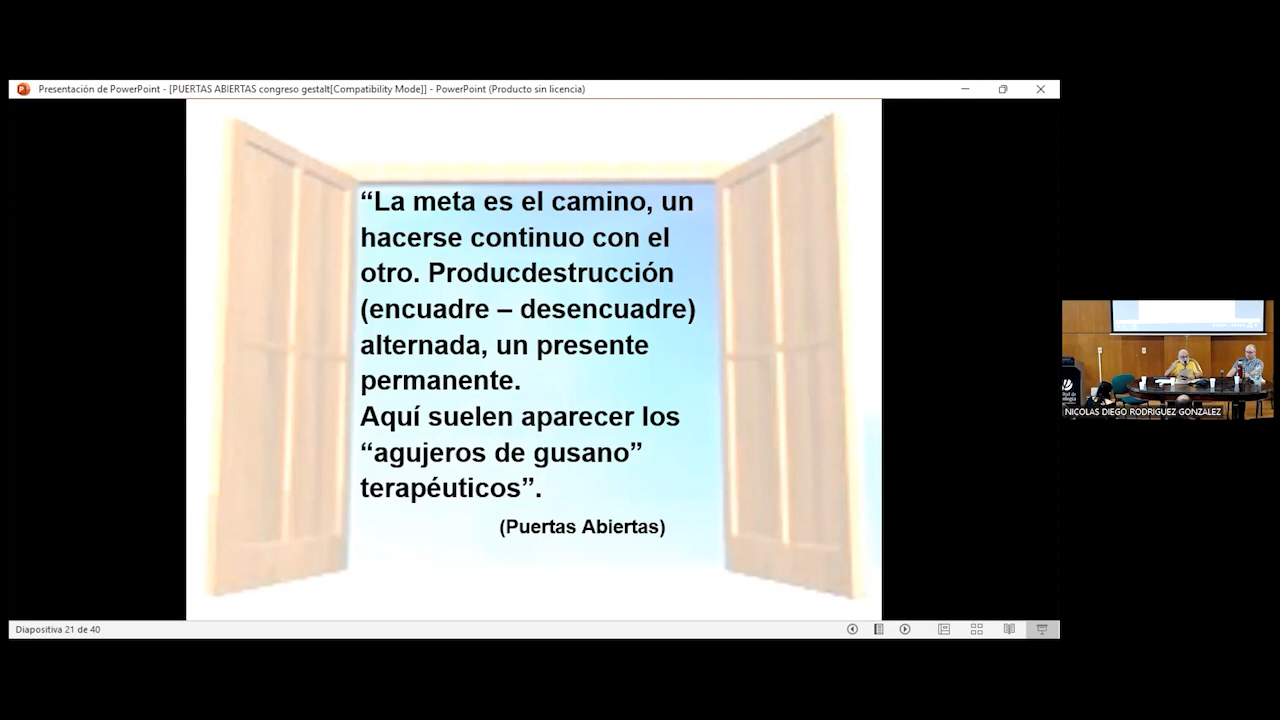 Presentación de PowerPoint - [PUERTAS ABIERTAS congreso gestalt[Compatibility Mode]] - PowerPoint (Producto sin licencia)
“La meta es el camino, un
hacerse continuo con el
otro. Producdestrucción
(encuadre – desencuadre)
alternada, un presente
permanente.
Aquí suelen aparecer los
“agujeros de gusano”
terapéuticos”.
(Puertas Abiertas)
NICOLAS DIEGO RODRIGUEZ GONZALEZ
Diapositiva 21 de 40